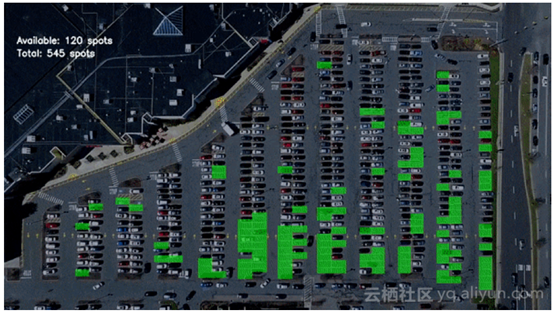 Available: 120 spots
Total: 545 spots
云栖社区 yq.aliyun.com